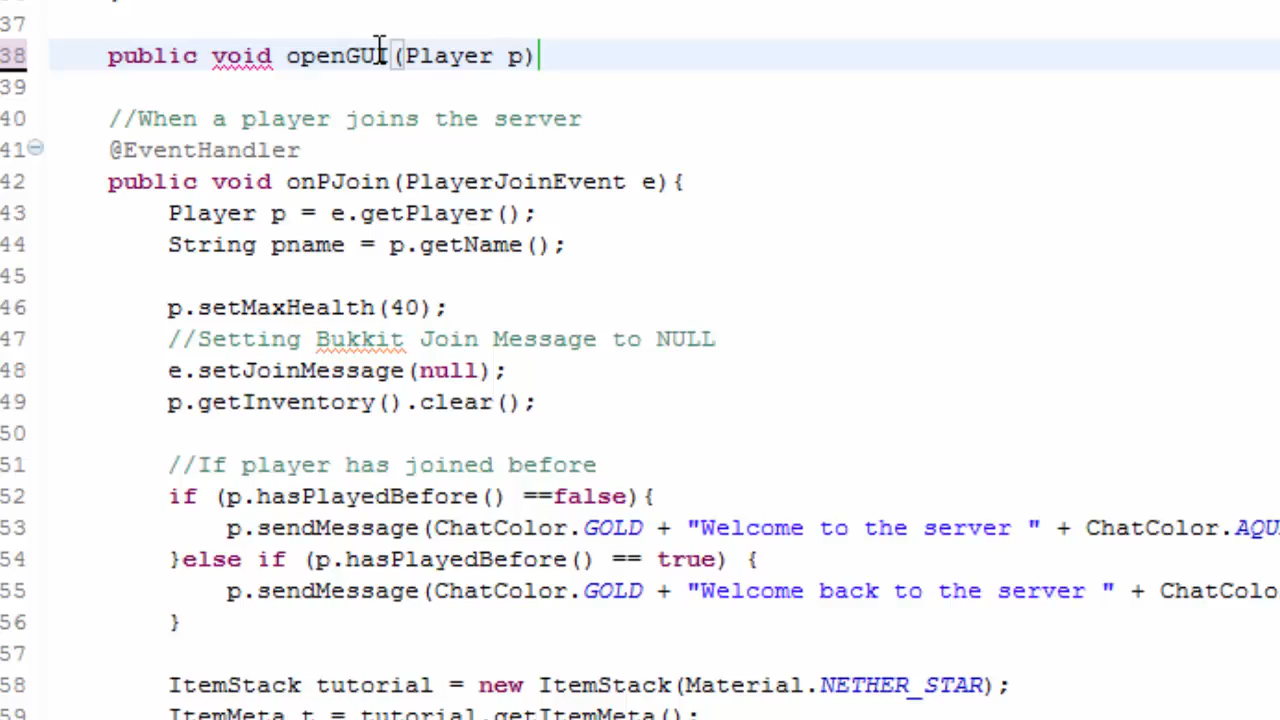 37
38 public void openGUI(Player p)
39
40 //When a player joins the server
41 @EventHandler
42 public void onPJoin(PlayerJoinEvent e){
43 Player p = e.getPlayer();
44 String pname = p.getName();
45
46 p.setMaxHealth(40);
47 //Setting Bukkit Join Message to NULL
48 e.setJoinMessage(null);
49 p.getInventory().clear();
50
51 //If player has joined before
52 if (p.hasPlayedBefore() ==false){
53 p.sendMessage(ChatColor.GOLD + "Welcome to the server " + ChatColor.AQU
54 }else if (p.hasPlayedBefore() == true) {
55 p.sendMessage(ChatColor.GOLD + "Welcome back to the server " + ChatColo
56 }
57
58 ItemStack tutorial = new ItemStack(Material.NETHER_STAR);
59 ItemMeta t = tutorial.getItemMeta();